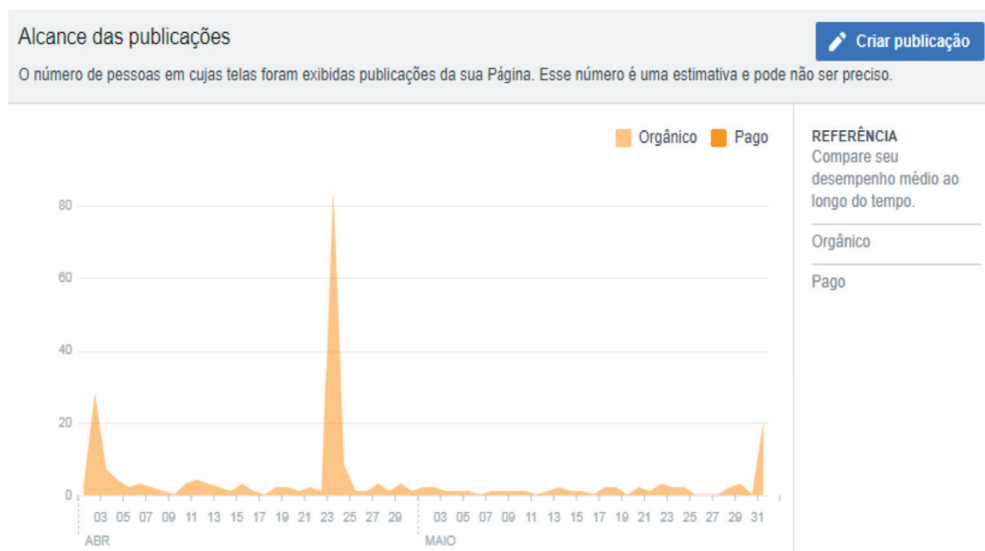 Alcance das publicações
Criar publicação
O número de pessoas em cujas telas foram exibidas publicações da sua Página. Esse número é uma estimativa e pode não ser preciso.
Orgânico Pago
REFERÊNCIA
Compare seu
desempenho médio ao
longo do tempo.
Orgânico
Pago
80
60
40
20
0
03 05 07 09 11 13 15 17 19 21 23 25 27 29 03 05 07 09 11 13 15 17 19 21 23 25 27 29 31
ABR MAIO